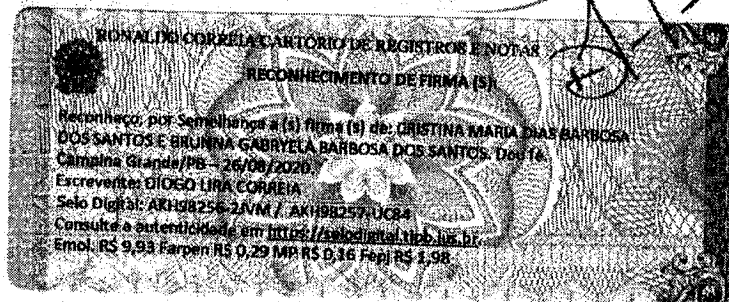 RONALDO CORREIA CARTÓRIO DE REGISTROS E NOTAS
RECONHECIMENTO DE FIRMA (S)
Reconheço, por Semelhança a (s) firma (s) de: CRISTINA MARIA DIAS BARBOSA
DOS SANTOS E BRUNNA GABRYELA BARBOSA DOS SANTOS. Dou fé.
Campina Grande/PB - 26/08/2020.
Escrevente: DIOGO LIRA CORREIA
Selo Digital: AKH98256-2JVM / AKH98257-UC84
Consulte a autenticidade em https://selodigital.tjpb.jus.br.
Emol. R$ 9,93 Farpen R$ 0,29 MP R$ 0,16 Fepj R$ 1,98